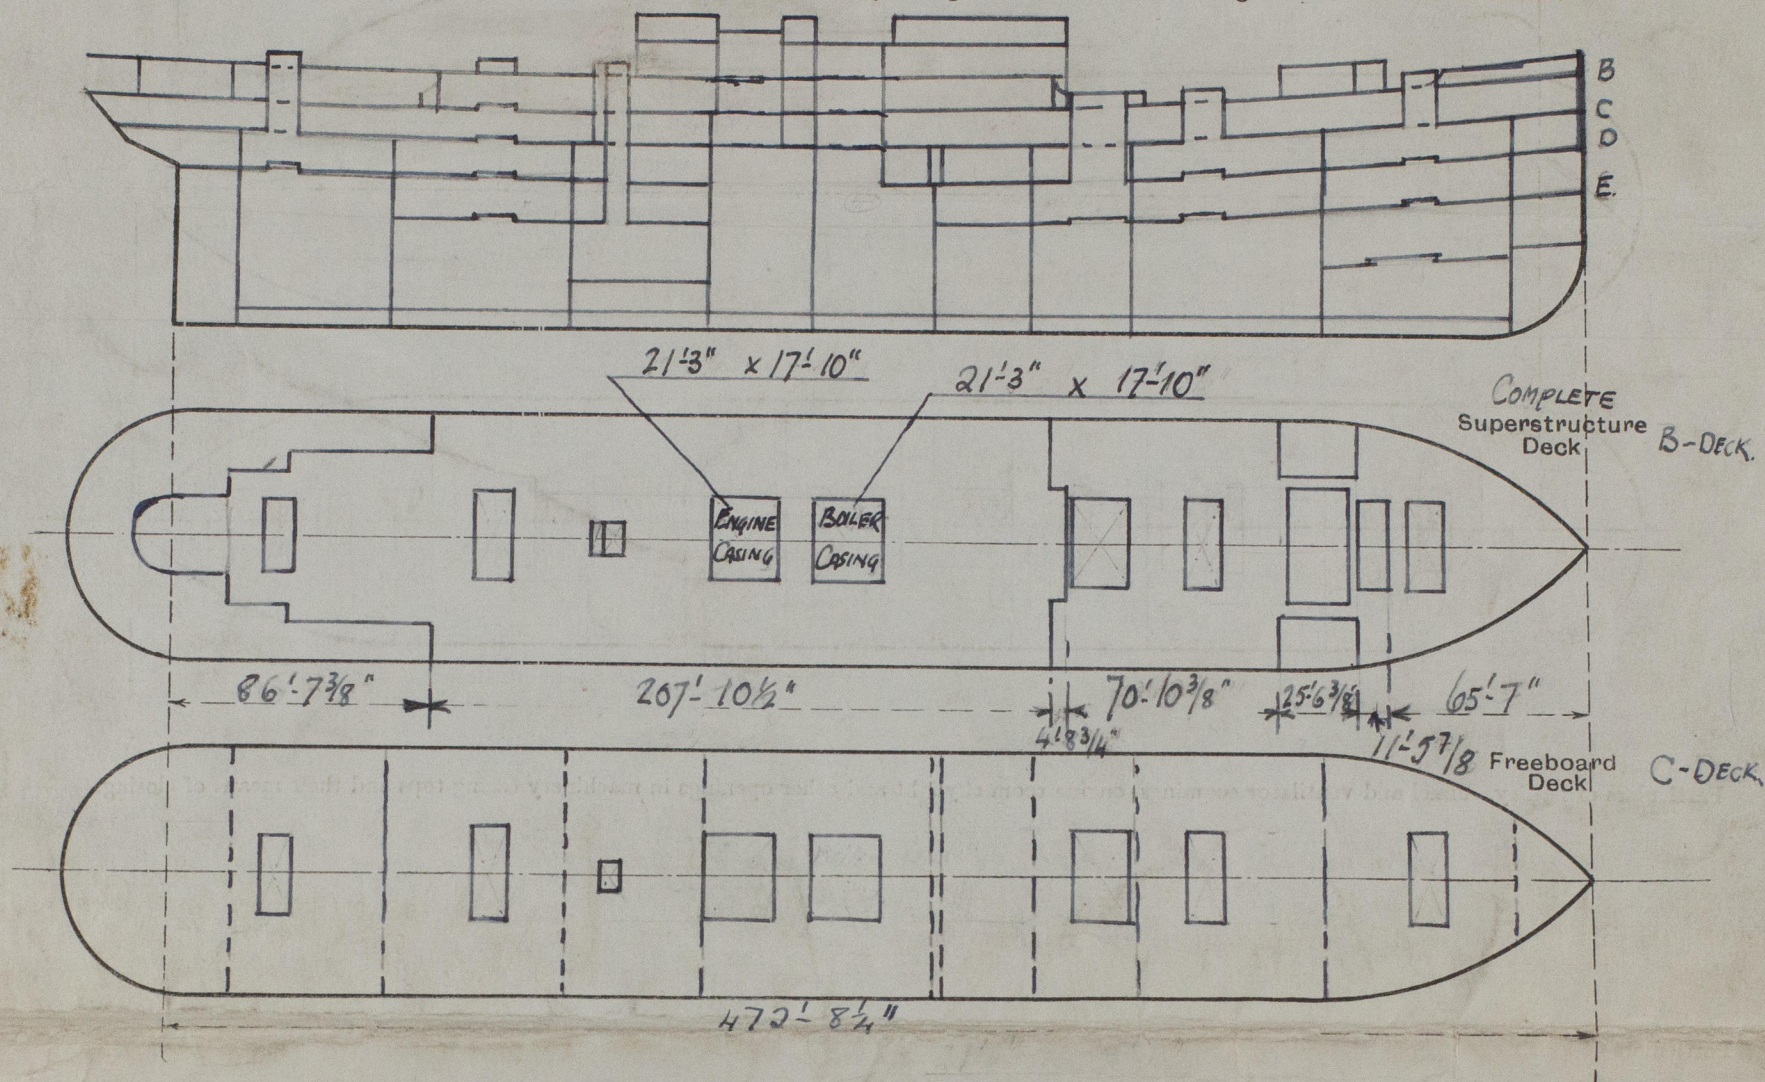 B
C
D
E.
21'-3" x 17'-10"
21'-3" x 17'-10"
COMPLETE
Superstructure
Deck
B-DECK.
ENGINE
CASING
BOILER
CASING
86'-7 3/8"
207'-10 1/2"
4'-8 3/4"
70'-10 3/8"
25'-6 3/8"
11'-5 7/8
65'-7"
Freeboard
Deck
C-DECK.
472'-8 1/4"